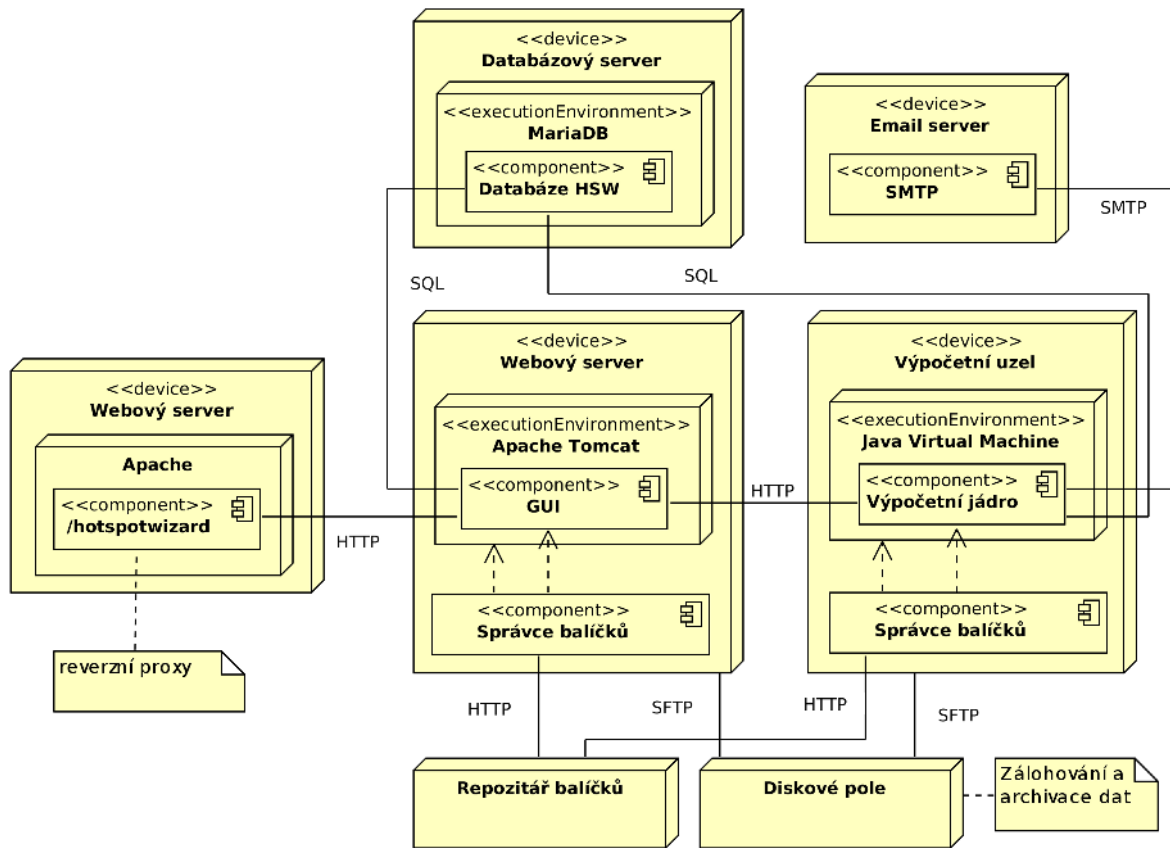 <<device>>
Databázový server
<<executionEnvironment>>
MariaDB
<<component>>
Databáze HSW
<<device>>
Email server
<<component>>
SMTP
SMTP
SQL
SQL
<<device>>
Webový server
Apache
<<component>>
/hotspotwizard
HTTP
reverzní proxy
<<device>>
Webový server
<<executionEnvironment>>
Apache Tomcat
<<component>>
GUI
<<component>>
Správce balíčků
HTTP
<<device>>
Výpočetní uzel
<<executionEnvironment>>
Java Virtual Machine
<<component>>
Výpočetní jádro
<<component>>
Správce balíčků
HTTP
SFTP
HTTP
SFTP
Repozitář balíčků
Diskové pole
Zálohování a
archivace dat